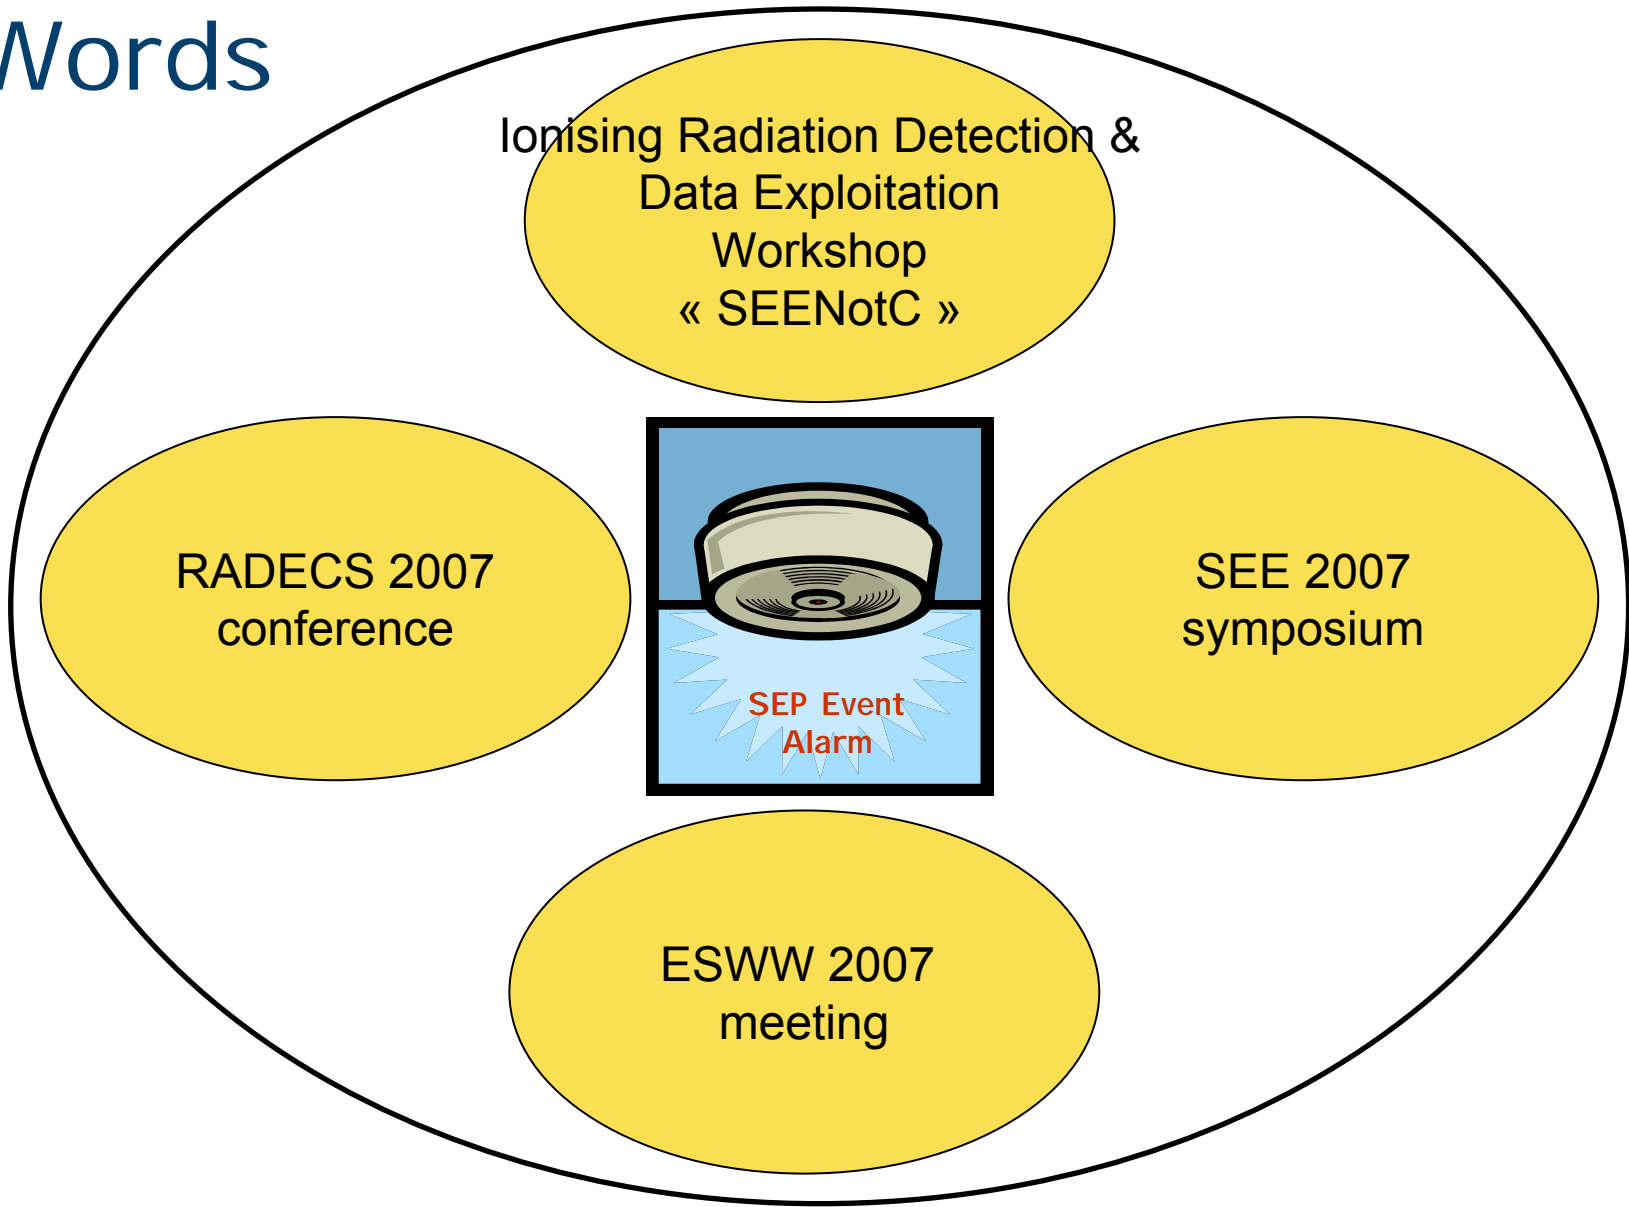 Words
Ionising Radiation Detection &
Data Exploitation
Workshop
« SEENotC »
RADECS 2007
conference
SEE 2007
symposium
SEP Event
Alarm
ESWW 2007
meeting